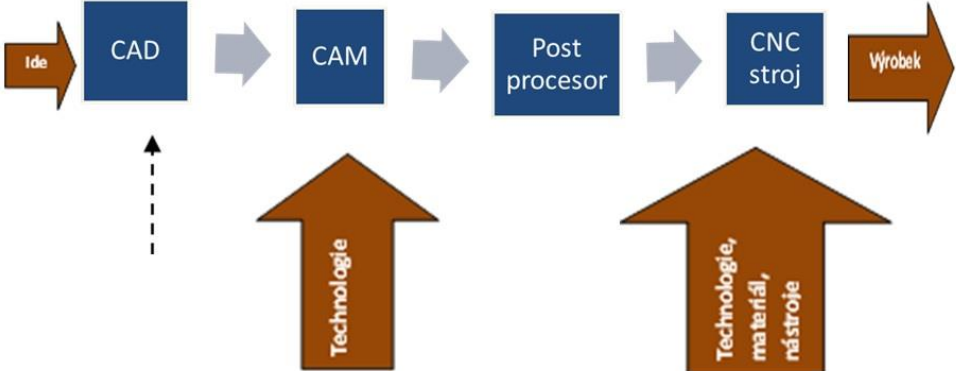 Ide
CAD
CAM
Post
procesor
CNC
stroj
Výrobek
Technologie
Technologie,
materiál,
nástroje